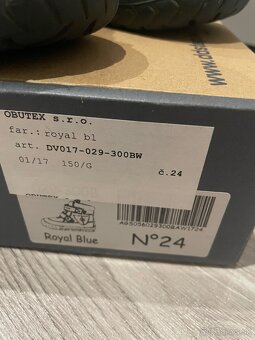 OBUTEX s.r.o.
far.: royal bl
art. DV017-029-300BW
01/17 150/G
č.24
Royal Blue
N°24